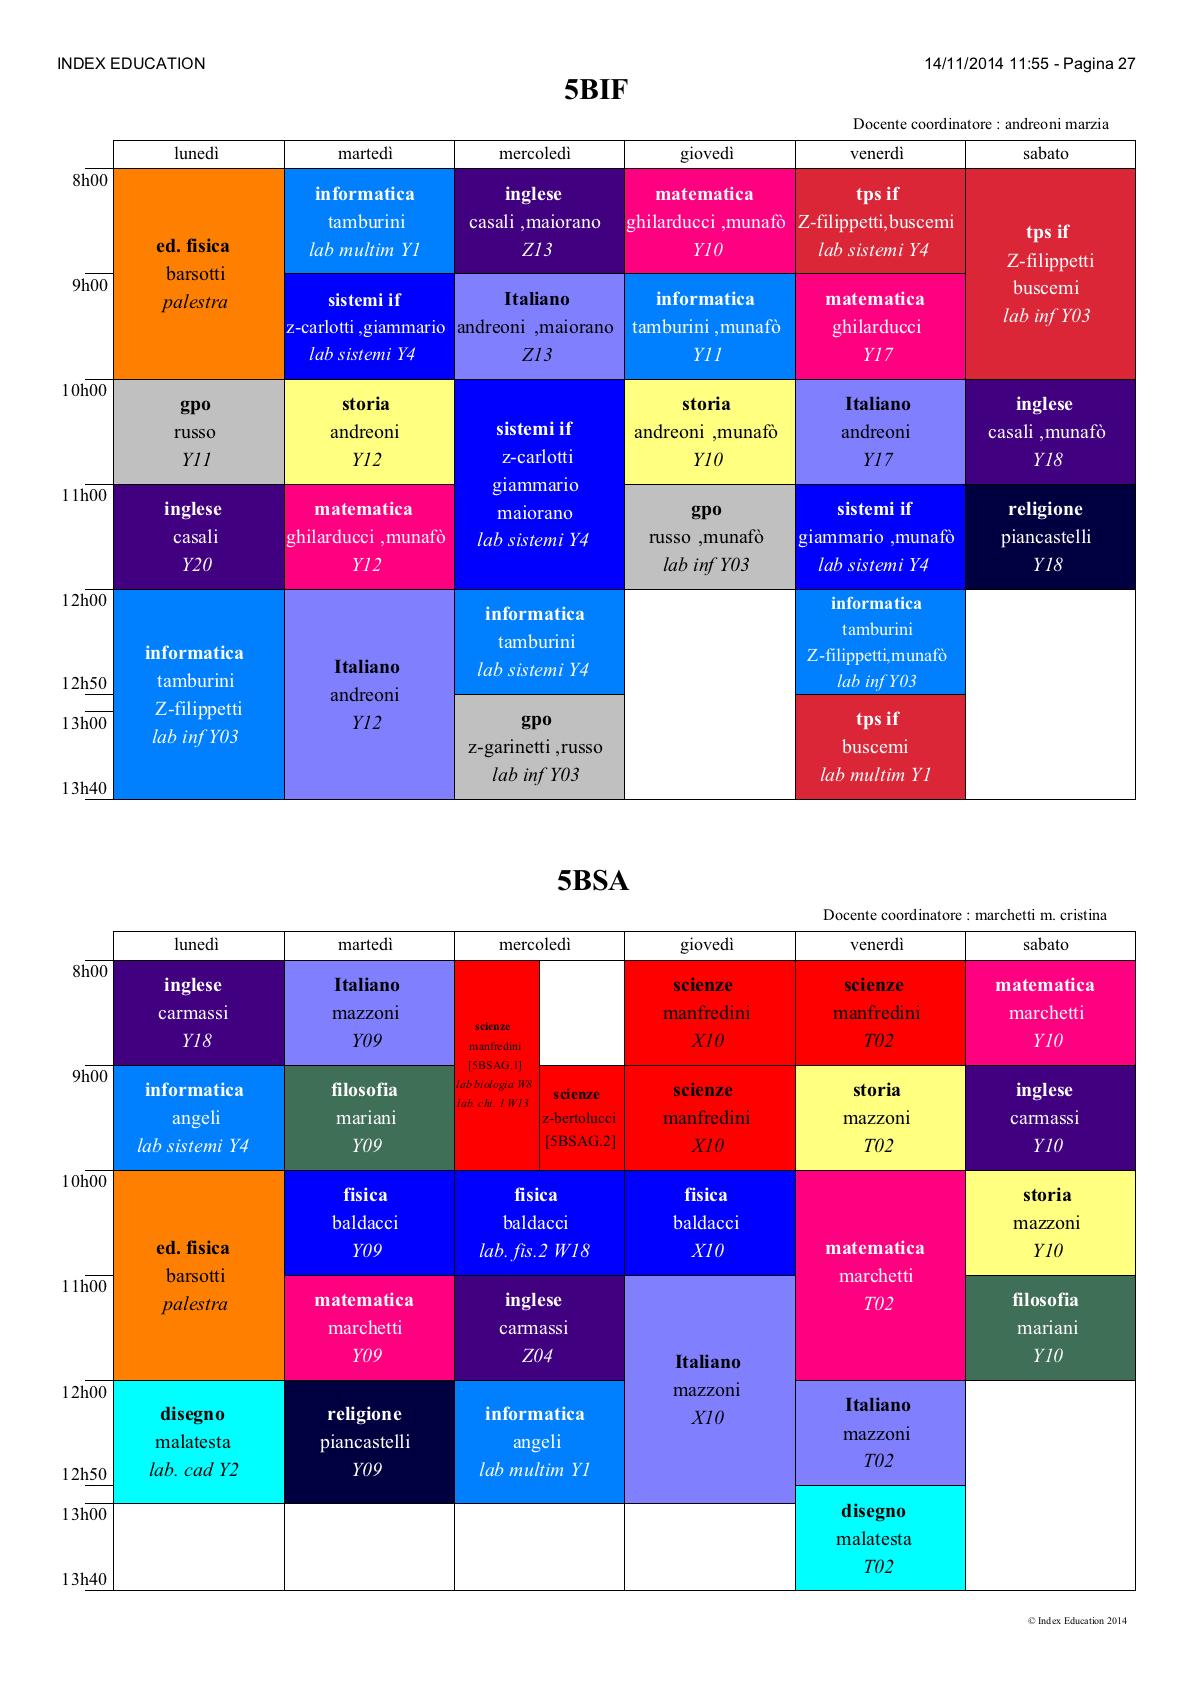 INDEX EDUCATION
14/11/2014 11:55 - Pagina 27
5BIF
Docente coordinatore : andreoni marzia
lunedì martedì mercoledì giovedì venerdì sabato
8h00
ed. fisica
barsotti
palestra
informatica
tamburini
lab multim Y1
inglese
casali ,maiorano
Z13
matematica
ghilarducci ,munafò
Y10
tps if
Z-filippetti,buscemi
lab sistemi Y4
tps if
Z-filippetti
buscemi
lab inf Y03
9h00
sistemi if
z-carlotti ,giammario
lab sistemi Y4
Italiano
andreoni ,maiorano
Z13
informatica
tamburini ,munafò
Y11
matematica
ghilarducci
Y17
10h00
gpo
russo
Y11
storia
andreoni
Y12
sistemi if
z-carlotti
giammario
maiorano
lab sistemi Y4
storia
andreoni ,munafò
Y10
Italiano
andreoni
Y17
inglese
casali ,munafò
Y18
11h00
inglese
casali
Y20
matematica
ghilarducci ,munafò
Y12
gpo
russo ,munafò
lab inf Y03
sistemi if
giammario ,munafò
lab sistemi Y4
religione
piancastelli
Y18
12h00
informatica
tamburini
Z-filippetti
lab inf Y03
Italiano
andreoni
Y12
informatica
tamburini
lab sistemi Y4
informatica
tamburini
Z-filippetti,munafò
lab inf Y03
12h50
13h00
gpo
z-garinetti ,russo
lab inf Y03
tps if
buscemi
lab multim Y1
13h40
5BSA
Docente coordinatore : marchetti m. cristina
lunedì martedì mercoledì giovedì venerdì sabato
8h00
inglese
carmassi
Y18
Italiano
mazzoni
Y09
scienze
manfredini
[5BSAG.1]
lab biologia W8
lab. chi. 1 W13
scienze
manfredini
X10
scienze
manfredini
T02
matematica
marchetti
Y10
9h00
informatica
angeli
lab sistemi Y4
filosofia
mariani
Y09
scienze
z-bertolucci
[5BSAG.2]
scienze
manfredini
X10
storia
mazzoni
T02
inglese
carmassi
Y10
10h00
ed. fisica
barsotti
palestra
fisica
baldacci
Y09
fisica
baldacci
lab. fis.2 W18
fisica
baldacci
X10
matematica
marchetti
T02
storia
mazzoni
Y10
11h00
matematica
marchetti
Y09
inglese
carmassi
Z04
Italiano
mazzoni
X10
filosofia
mariani
Y10
12h00
disegno
malatesta
lab. cad Y2
religione
piancastelli
Y09
informatica
angeli
lab multim Y1
Italiano
mazzoni
T02
12h50
13h00
disegno
malatesta
T02
13h40
© Index Education 2014